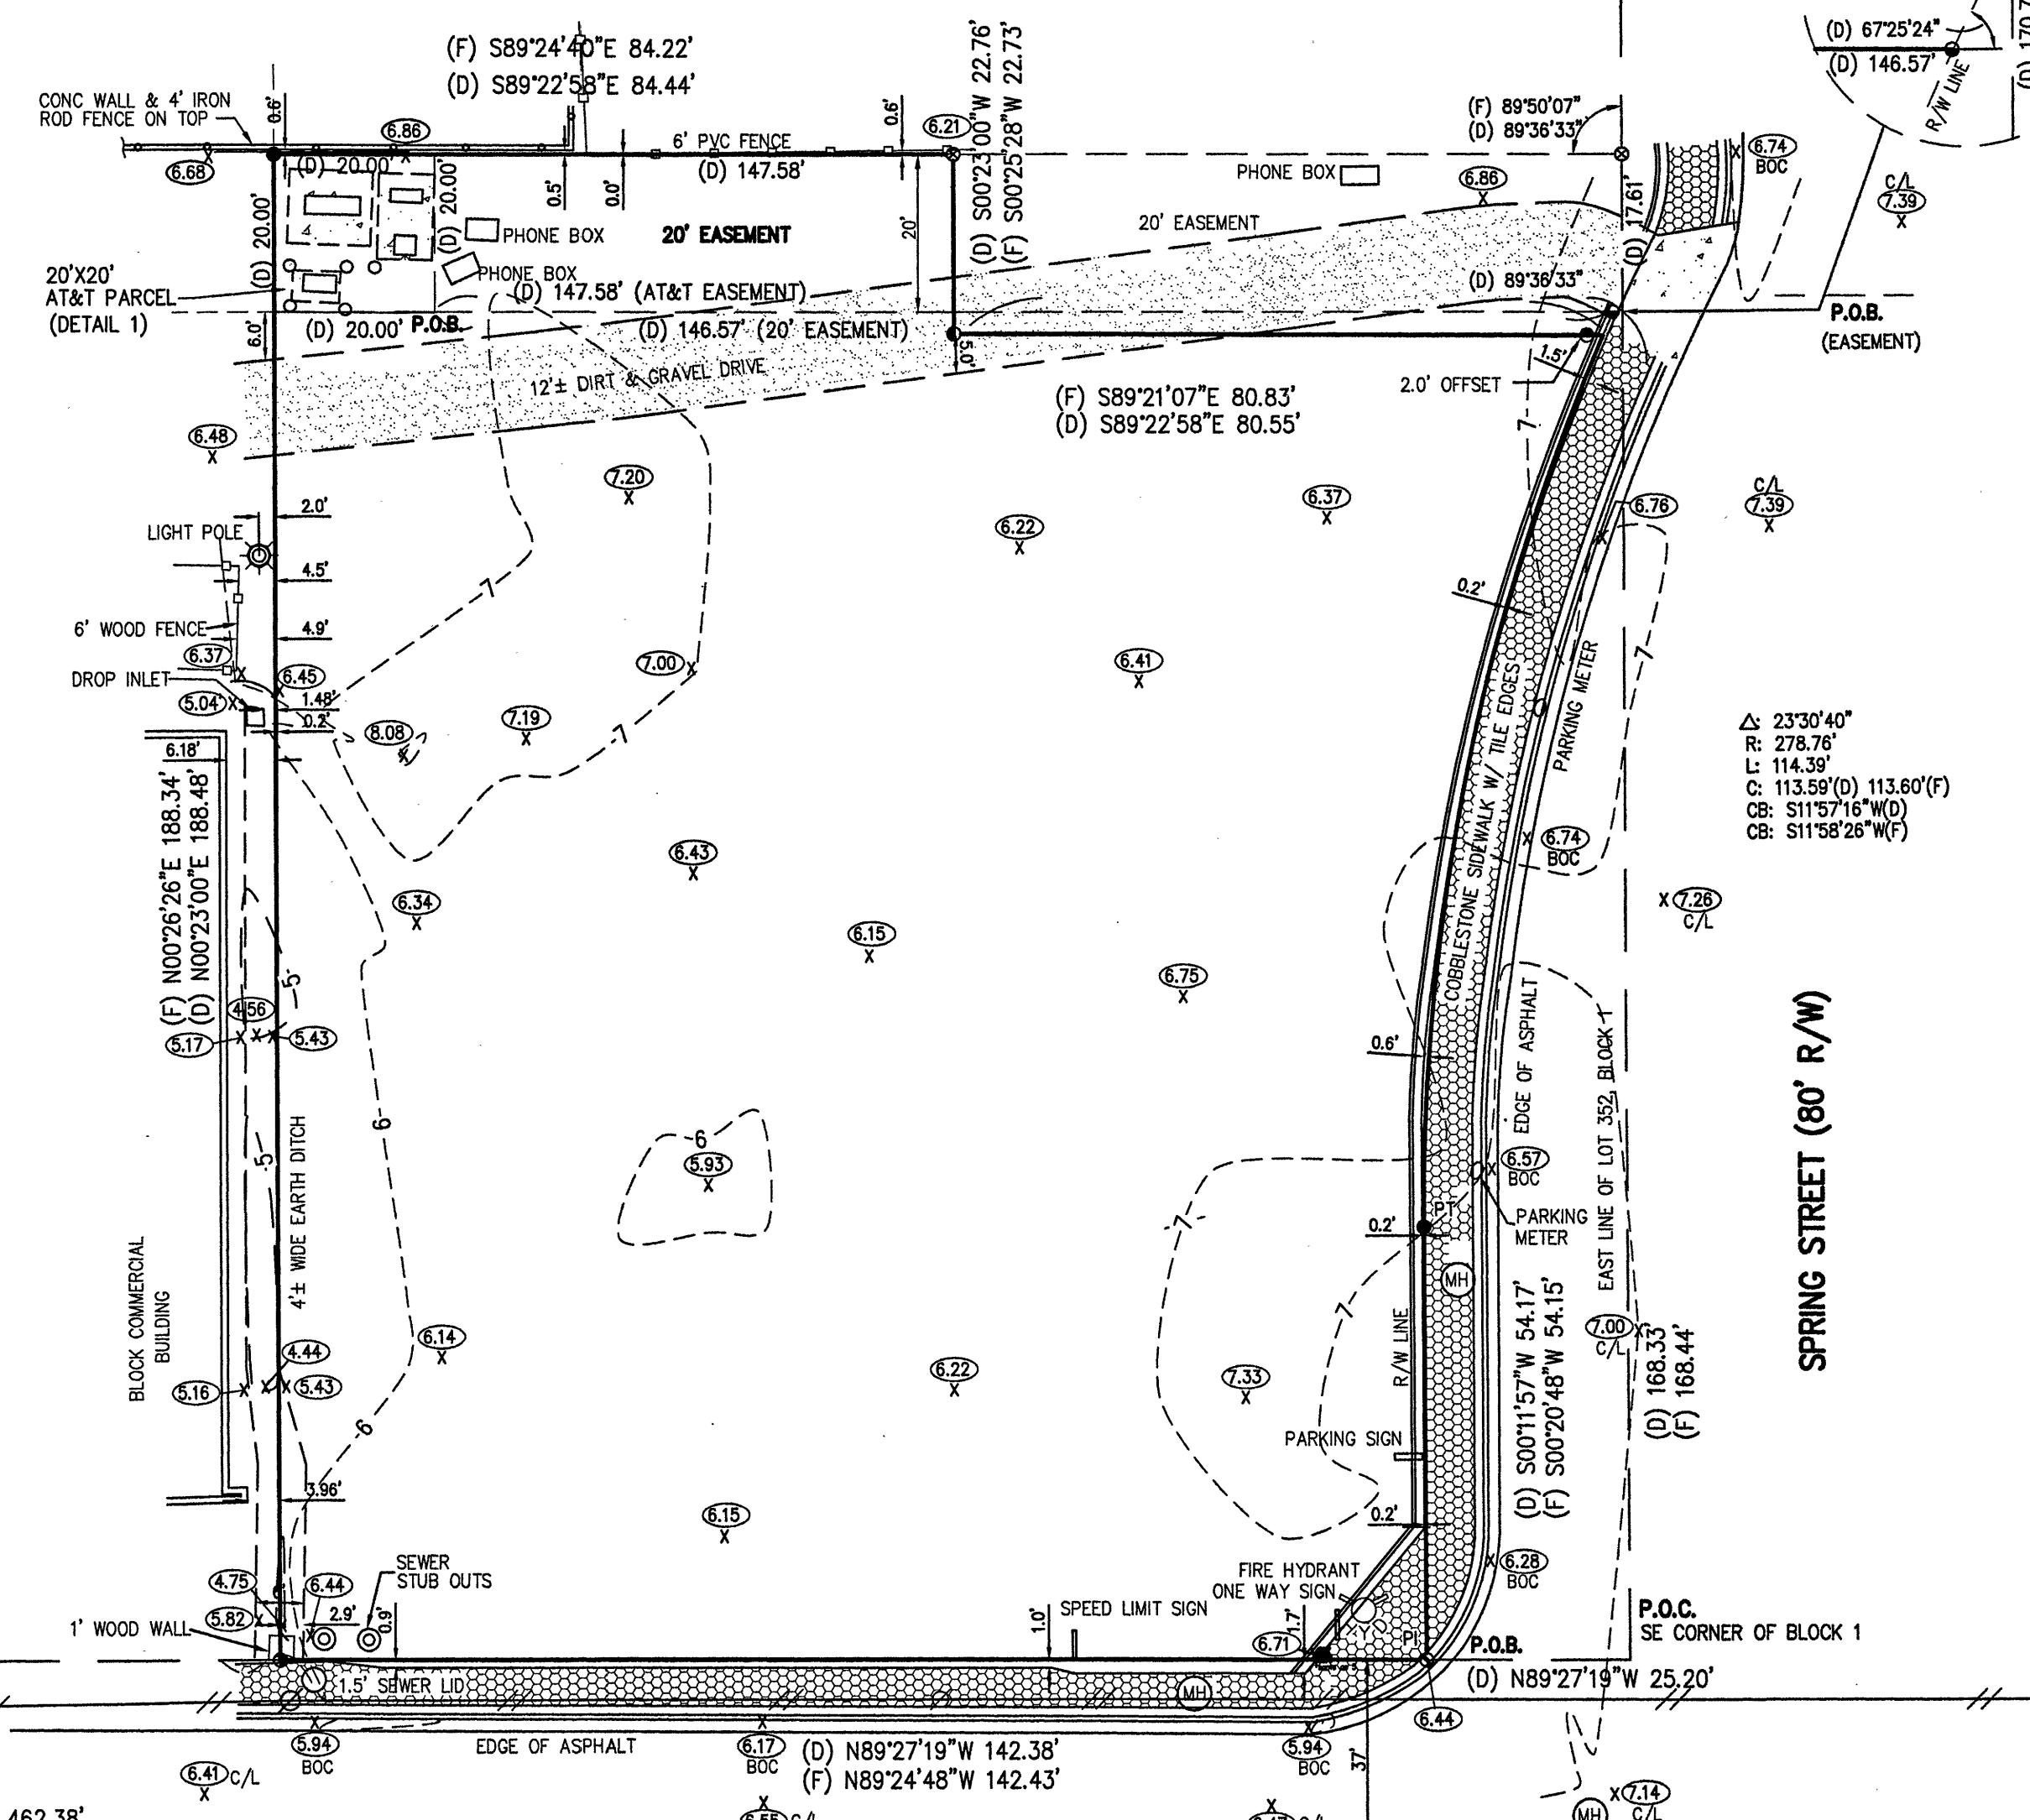 (F) S89°24'40"E 84.22'
(D) S89°22'58"E 84.44'
CONC WALL & 4' IRON
ROD FENCE ON TOP
0.6'
6.86
6.68
6' PVC FENCE
(D) 147.58'
0.6'
6.21
(D) S00°23'00"W 22.76'
(F) S00°25'28"W 22.73'
(F) 89°50'07"
(D) 89°36'33"
(D) 67°25'24"
(D) 146.57'
R/W LINE
6.74
BOC
C/L
7.39
PHONE BOX
6.86
(D) 17.61'
(D) 20.00'
(D) 20.00'
(D) 20.00'
0.5'
0.0'
20'
PHONE BOX
20' EASEMENT
20' EASEMENT
PHONE BOX
20'X20'
AT&T PARCEL
(DETAIL 1)
(D) 147.58' (AT&T EASEMENT)
(D) 89°36'33"
P.O.B.
(EASEMENT)
(D) 20.00'
P.O.B.
(D) 146.57' (20' EASEMENT)
6.0'
5.0'
12'± DIRT & GRAVEL DRIVE
1.5'
2.0' OFFSET
(F) S89°21'07"E 80.83'
(D) S89°22'58"E 80.55'
7
6.48
7.20
6.22
6.37
6.76
C/L
7.39
2.0'
LIGHT POLE
4.5'
7
0.2'
6' WOOD FENCE
4.9'
6.37
6.45
7.00
6.41
PARKING METER
7
DROP INLET
5.04
1.48'
0.2'
8.08
7.19
7
6.18'
Δ: 23°30'40"
R: 278.76'
L: 114.39'
C: 113.59'(D) 113.60'(F)
CB: S11°57'16"W(D)
CB: S11°58'26"W(F)
(F) N00°26'26"E 188.34'
(D) N00°23'00"E 188.48'
6.43
6.74
BOC
6.34
6.15
6.75
COBBLESTONE SIDEWALK W/ TILE EDGES
7.26
C/L
5
4.56
5.17
5.43
0.6'
EDGE OF ASPHALT
EAST LINE OF LOT 352, BLOCK 1
SPRING STREET (80' R/W)
6
5
4'± WIDE EARTH DITCH
6
5.93
6.57
BOC
PT
7
0.2'
PARKING
METER
MH
BLOCK COMMERCIAL
BUILDING
7
R/W LINE
7.00
C/L
(D) 168.33'
(F) 168.44'
(D) S00°11'57"W 54.17'
(F) S00°20'48"W 54.15'
6.14
4.44
5.16
5.43
6.22
7.33
6
PARKING SIGN
3.96'
6.15
0.2'
SEWER
STUB OUTS
FIRE HYDRANT
ONE WAY SIGN
6.28
BOC
4.75
6.44
5.82
2.9'
0.9'
1' WOOD WALL
1.0'
SPEED LIMIT SIGN
1.7'
6.71
PI
P.O.B.
P.O.C.
SE CORNER OF BLOCK 1
(D) N89°27'19"W 25.20'
1.5' SEWER LID
MH
6.44
5.94
BOC
EDGE OF ASPHALT
6.17
BOC
(D) N89°27'19"W 142.38'
(F) N89°24'48"W 142.43'
5.94
BOC
37'
6.41 C/L
7.14
C/L
MH
462.38'